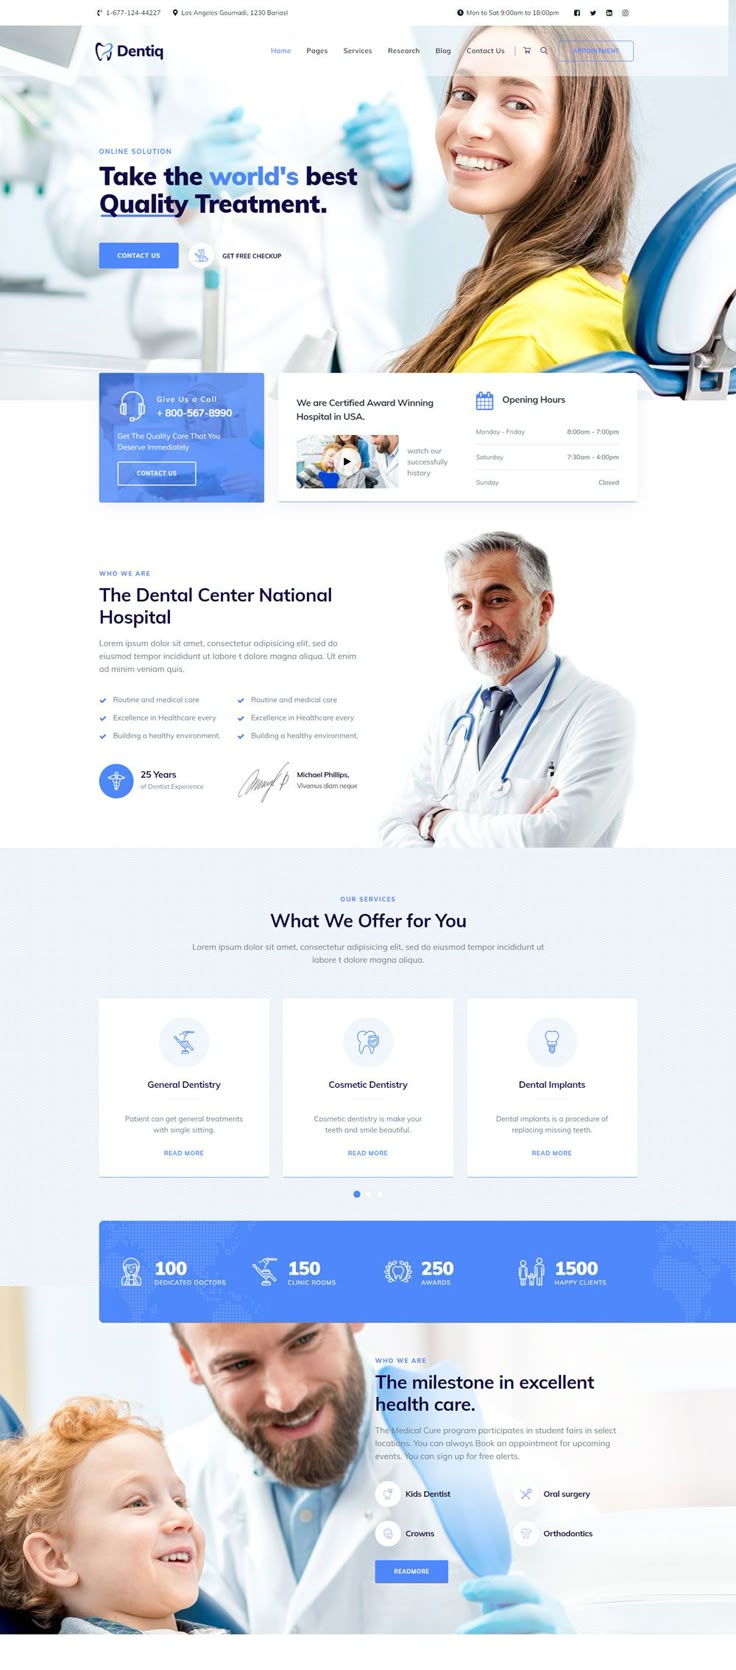 1-677-124-44227
Los Angeles Gournadi, 1230 Bariasl
Mon to Sat 9:00am to 18:00pm
Dentiq
Home
Pages
Services
Research
Blog
Contact Us
APPOINTMENT
ONLINE SOLUTION
Take the world's best
Quality Treatment.
CONTACT US
GET FREE CHECKUP
Give Us a Call
+ 800-567-8990
Get The Quality Care That You
Deserve Immediately
CONTACT US
We are Certified Award Winning
Hospital in USA.
watch our
successfully
history
Opening Hours
Monday - Friday 8:00am - 7:00pm
Saturday 7:30am - 4:00pm
Sunday Closed
WHO WE ARE
The Dental Center National
Hospital
Lorem ipsum dolor sit amet, consectetur adipisicing elit, sed do
eiusmod tempor incididunt ut labore t dolore magna aliqua. Ut enim
ad minim veniam quis.
Routine and medical care
Routine and medical care
Excellence in Healthcare every
Excellence in Healthcare every
Building a healthy environment.
Building a healthy environment.
25 Years
of Dentist Experience
Michael Phillips,
Vivamus diam neque
OUR SERVICES
What We Offer for You
Lorem ipsum dolor sit amet, consectetur adipisicing elit, sed do eiusmod tempor incididunt ut
labore t dolore magna aliqua.
General Dentistry
Patient can get general treatments
with single sitting.
READ MORE
Cosmetic Dentistry
Cosmetic dentistry is make your
teeth and smile beautiful.
READ MORE
Dental Implants
Dental implants is a procedure of
replacing missing teeth.
READ MORE
100
DEDICATED DOCTORS
150
CLINIC ROOMS
250
AWARDS
1500
HAPPY CLIENTS
WHO WE ARE
The milestone in excellent
health care.
The Medical Cure program participates in student fairs in select
locations. You can always Book an appointment for upcoming
events. You can sign up for free alerts.
Kids Dentist
Oral surgery
Crowns
Orthodontics
READMORE